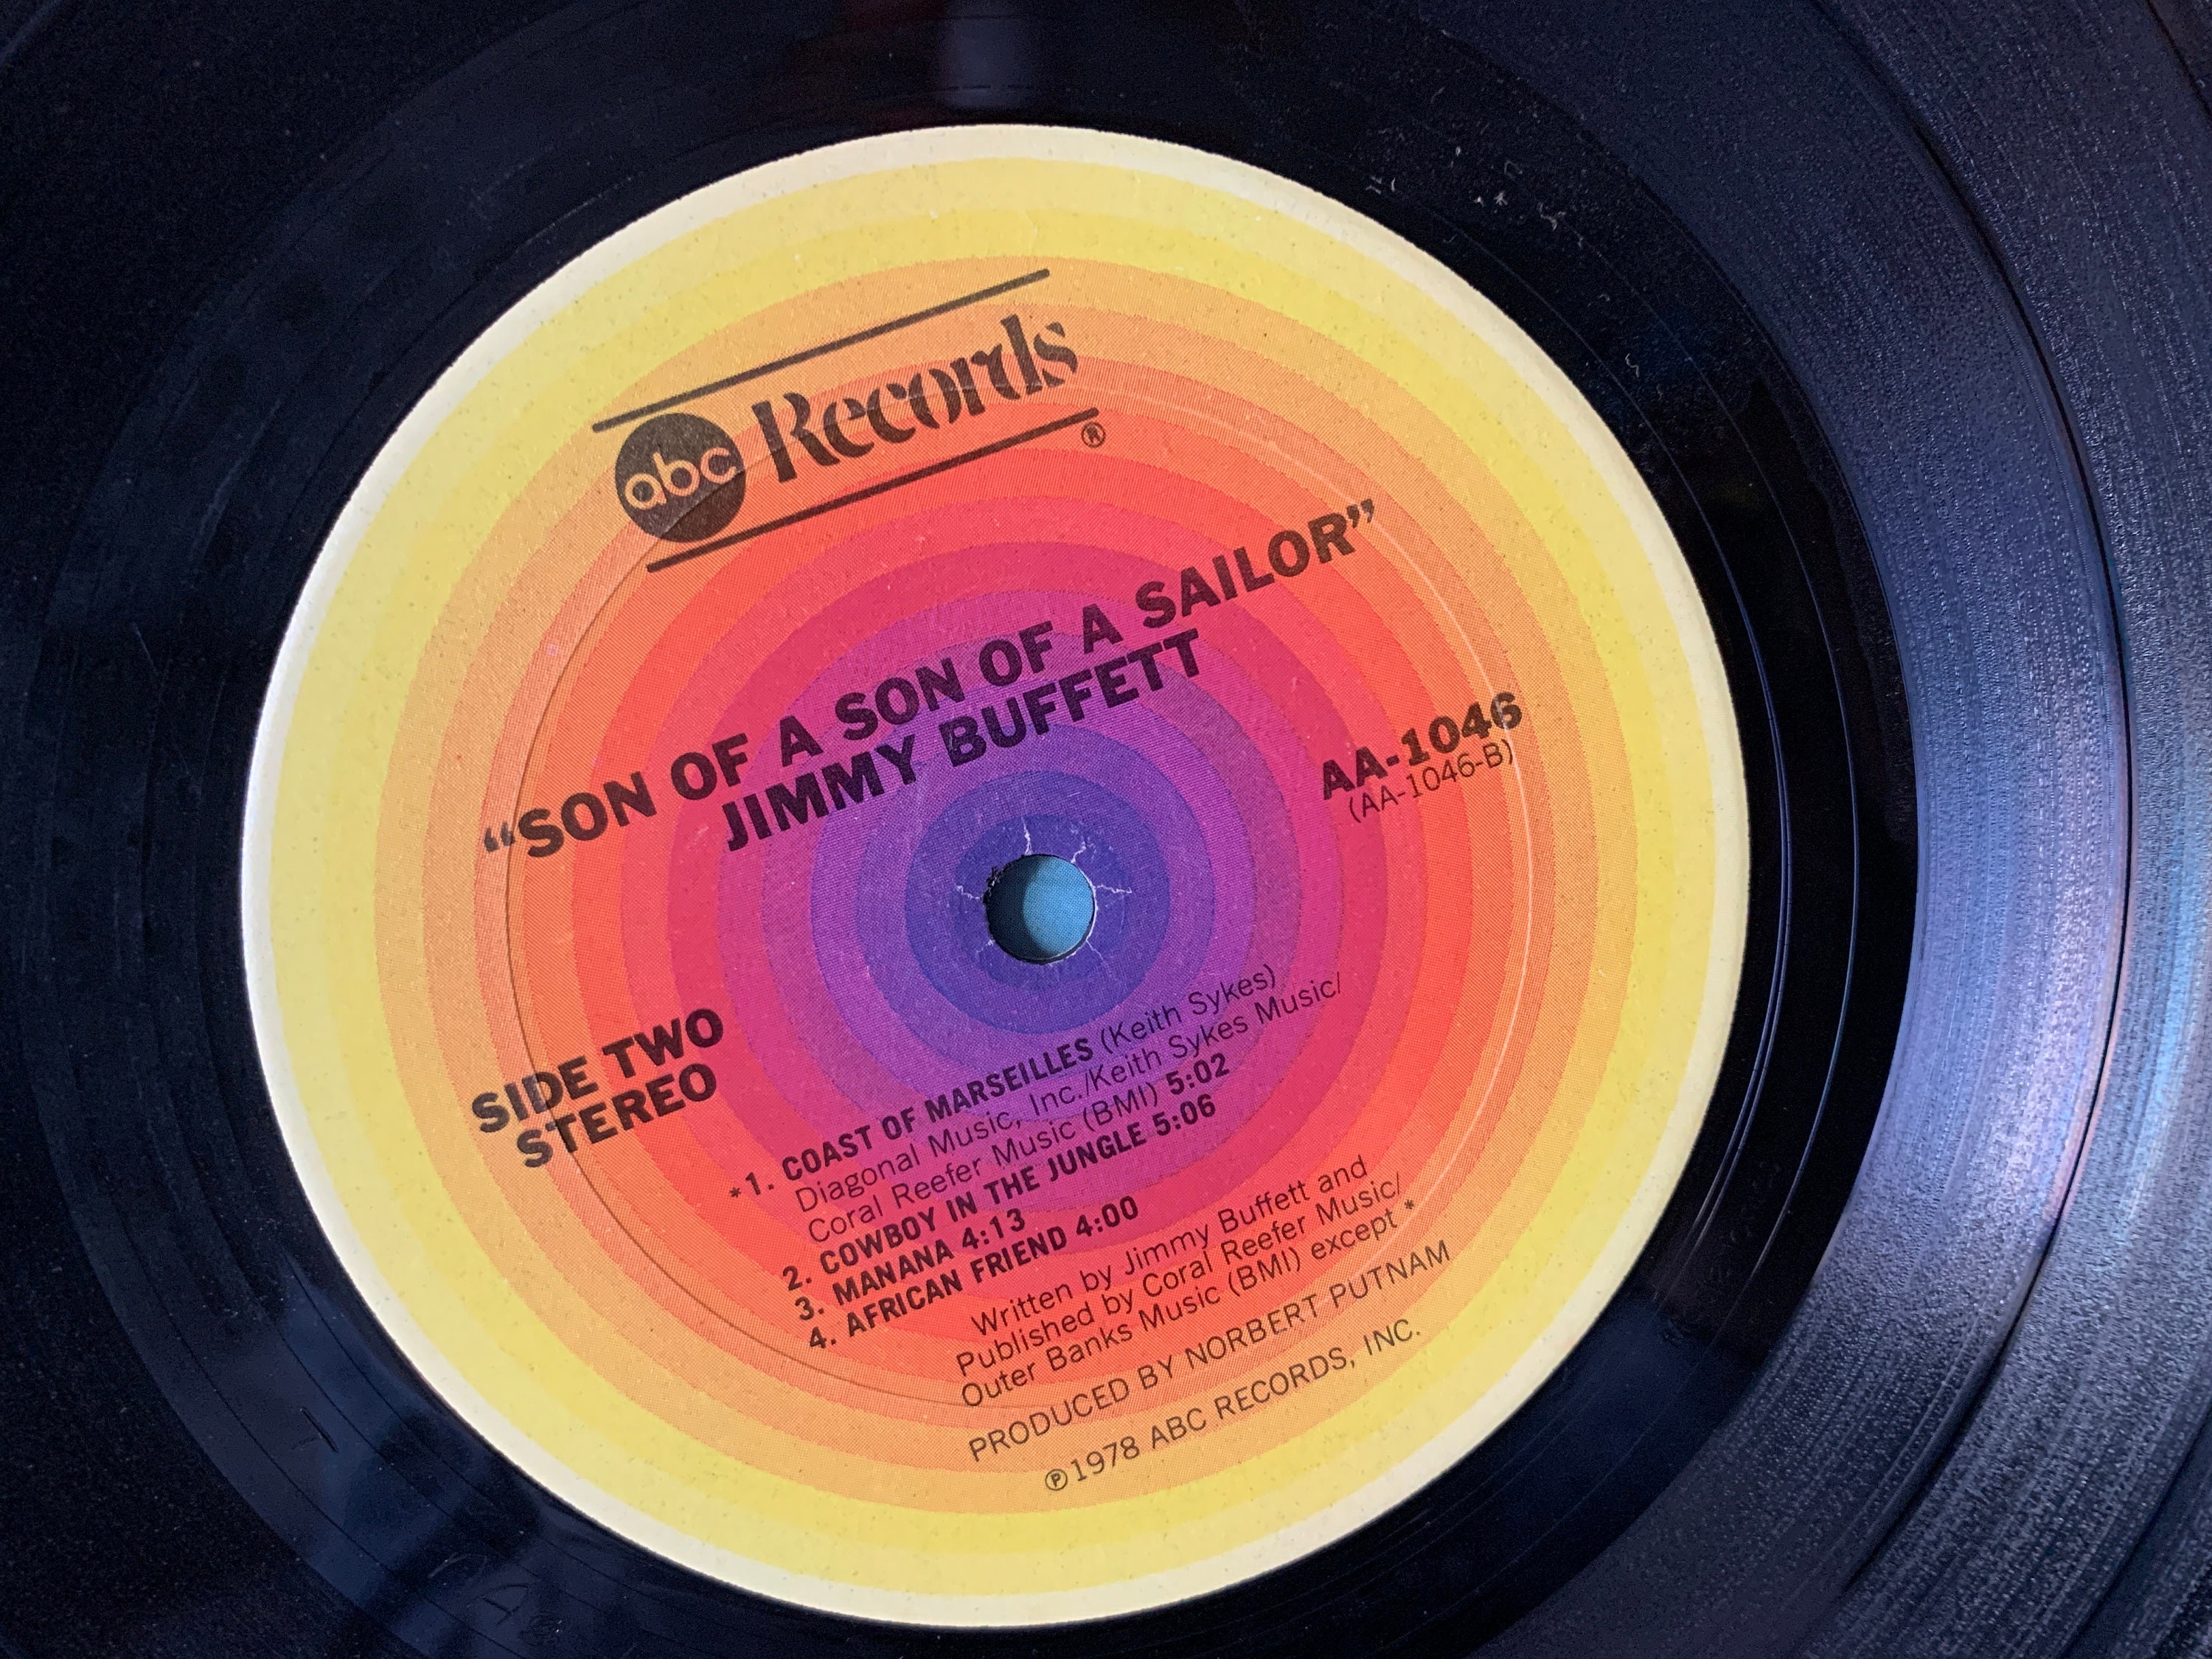 abc Records
®
“SON OF A SON OF A SAILOR”
JIMMY BUFFETT
AA-1046
(AA-1046-B)
SIDE TWO
STEREO
*1. COAST OF MARSEILLES (Keith Sykes)
Diagonal Music, Inc./Keith Sykes Music/
Coral Reefer Music (BMI) 5:02
2. COWBOY IN THE JUNGLE 5:06
3. MANANA 4:13
4. AFRICAN FRIEND 4:00
Written by Jimmy Buffett and
Published by Coral Reefer Music/
Outer Banks Music (BMI) except *
PRODUCED BY NORBERT PUTNAM
℗1978 ABC RECORDS, INC.